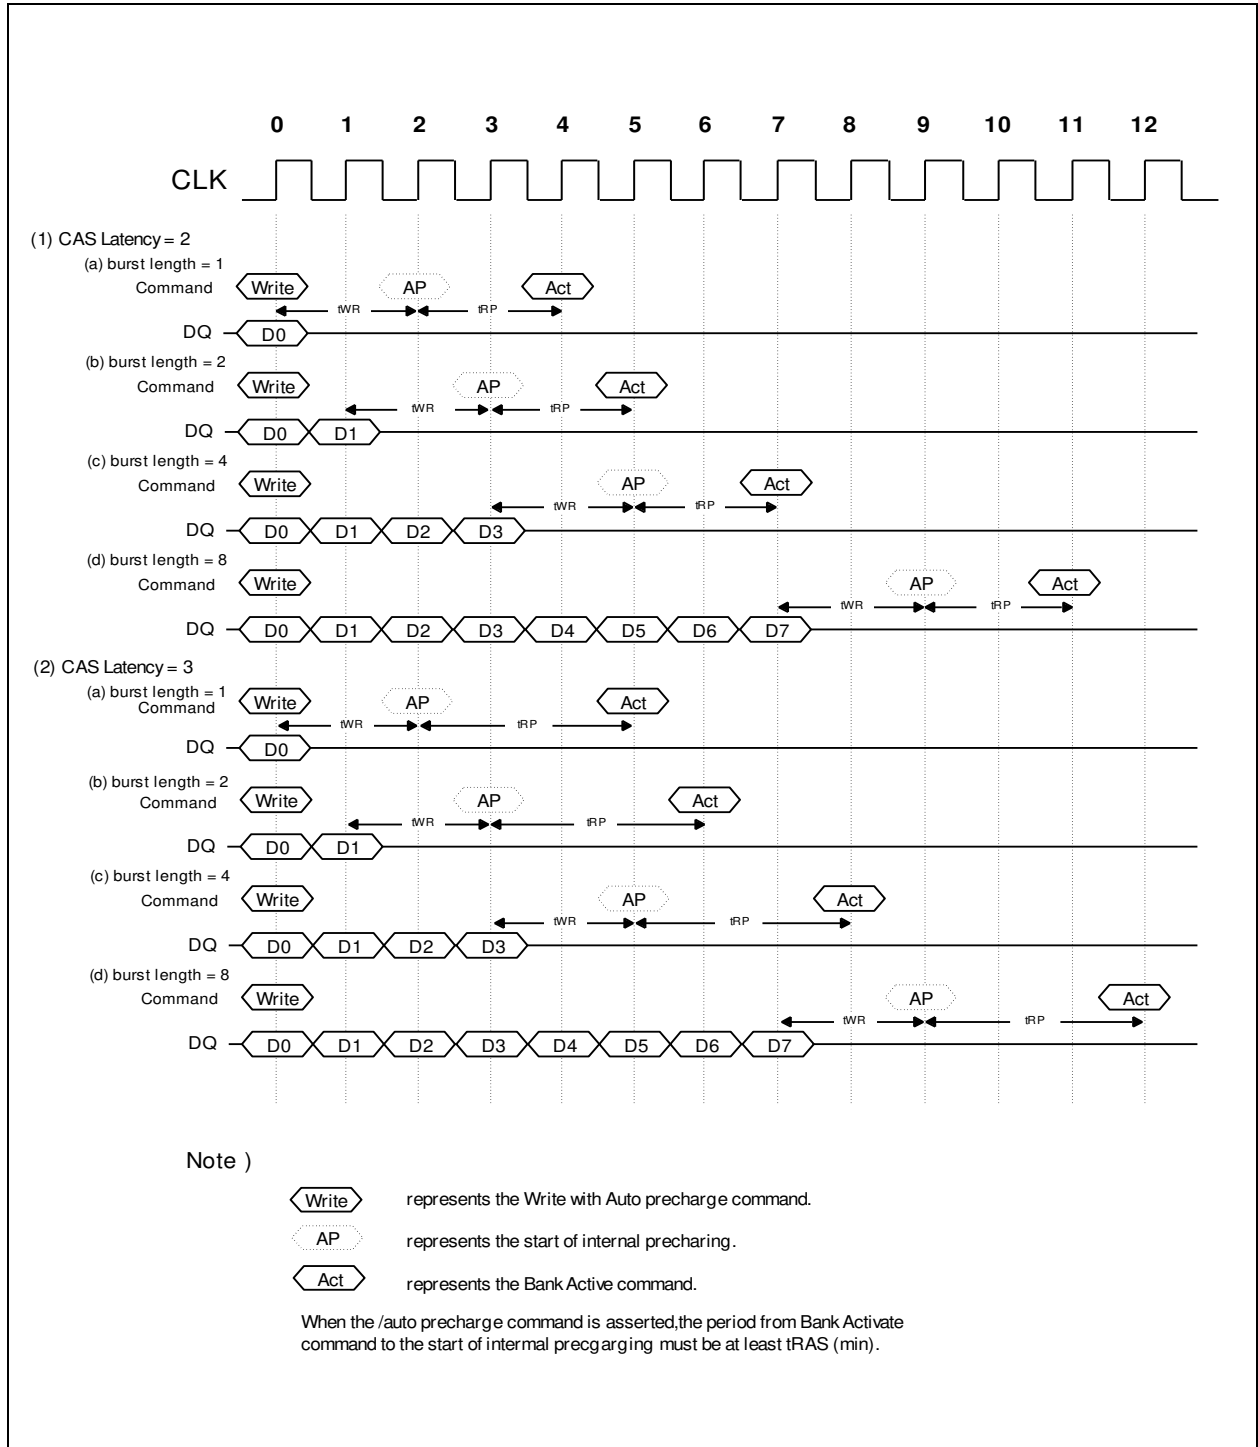 0 1 2 3 4 5 6 7 8 9 10 11 12
CLK
(1) CAS Latency = 2
(a) burst length = 1
Command Write AP Act
tWR tRP
DQ D0
(b) burst length = 2
Command Write AP Act
tWR tRP
DQ D0 D1
(c) burst length = 4
Command Write AP Act
tWR tRP
DQ D0 D1 D2 D3
(d) burst length = 8
Command Write AP Act
tWR tRP
DQ D0 D1 D2 D3 D4 D5 D6 D7
(2) CAS Latency = 3
(a) burst length = 1
Command Write AP Act
tWR tRP
DQ D0
(b) burst length = 2
Command Write AP Act
tWR tRP
DQ D0 D1
(c) burst length = 4
Command Write AP Act
tWR tRP
DQ D0 D1 D2 D3
(d) burst length = 8
Command Write AP Act
tWR tRP
DQ D0 D1 D2 D3 D4 D5 D6 D7
Note )
Write represents the Write with Auto precharge command.
AP represents the start of internal precharing.
Act represents the Bank Active command.
When the /auto precharge command is asserted,the period from Bank Activate
command to the start of internal precgarging must be at least tRAS (min).